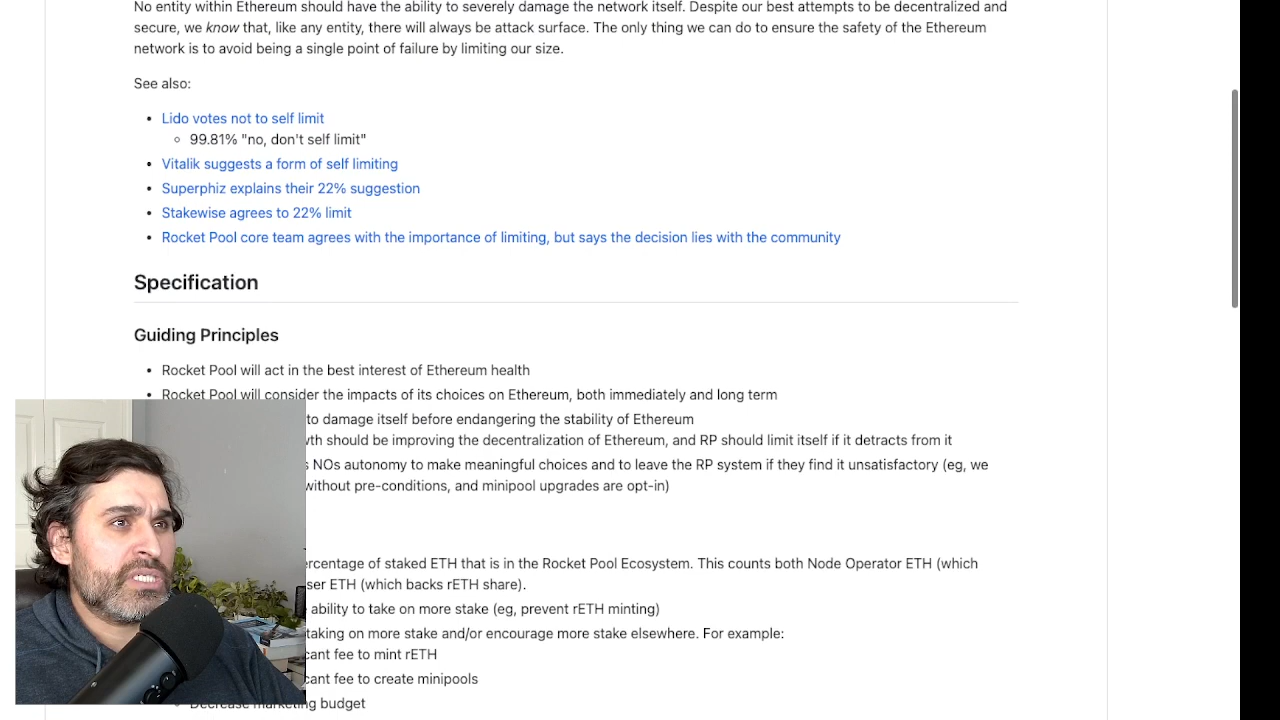 No entity within Ethereum should have the ability to severely damage the network itself. Despite our best attempts to be decentralized and
secure, we know that, like any entity, there will always be attack surface. The only thing we can do to ensure the safety of the Ethereum
network is to avoid being a single point of failure by limiting our size.
See also:
• Lido votes not to self limit
◦ 99.81% "no, don't self limit"
• Vitalik suggests a form of self limiting
• Superphiz explains their 22% suggestion
• Stakewise agrees to 22% limit
• Rocket Pool core team agrees with the importance of limiting, but says the decision lies with the community
Specification
Guiding Principles
• Rocket Pool will act in the best interest of Ethereum health
• Rocket Pool will consider the impacts of its choices on Ethereum, both immediately and long term
to damage itself before endangering the stability of Ethereum
should be improving the decentralization of Ethereum, and RP should limit itself if it detracts from it
NOs autonomy to make meaningful choices and to leave the RP system if they find it unsatisfactory (eg, we
without pre-conditions, and minipool upgrades are opt-in)
percentage of staked ETH that is in the Rocket Pool Ecosystem. This counts both Node Operator ETH (which
ETH (which backs rETH share).
ability to take on more stake (eg, prevent rETH minting)
taking on more stake and/or encourage more stake elsewhere. For example:
fee to mint rETH
fee to create minipools
Decrease marketing budget